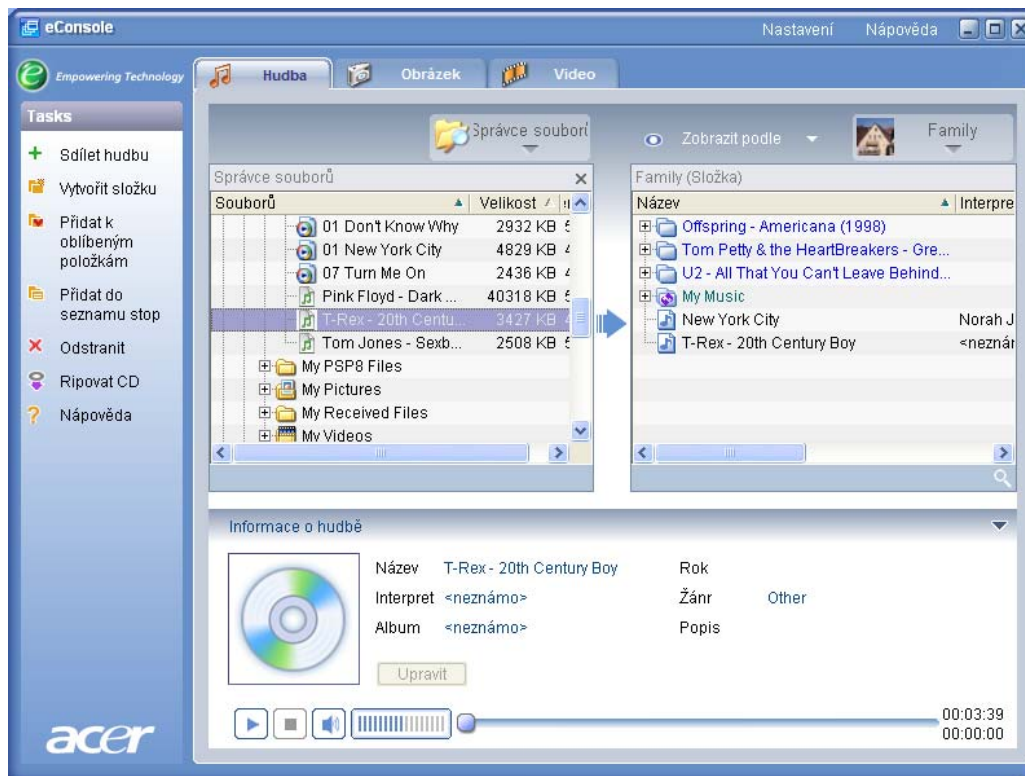 eConsole
Nastavení Nápověda
Empowering Technology
Hudba Obrázek Video
Tasks
Sdílet hudbu
Vytvořit složku
Přidat k
oblíbeným
položkám
Přidat do
seznamu stop
Odstranit
Ripovat CD
Nápověda
acer
Správce souborů
Správce souborů
Souborů Velikost
01 Don't Know Why 2932 KB
01 New York City 4829 KB
07 Turn Me On 2436 KB
Pink Floyd - Dark ... 40318 KB
T-Rex - 20th Centu... 3427 KB
Tom Jones - Sexb... 2508 KB
My PSP8 Files
My Pictures
My Received Files
My Videos
Zobrazit podle
Family
Family (Složka)
Název Interpre
Offspring - Americana (1998)
Tom Petty & the HeartBreakers - Gre...
U2 - All That You Can't Leave Behind...
My Music
New York City Norah J
T-Rex - 20th Century Boy <neznár
Informace o hudbě
Název T-Rex - 20th Century Boy Rok
Interpret <neznámo> Žánr Other
Album <neznámo> Popis
Upravit
00:03:39
00:00:00